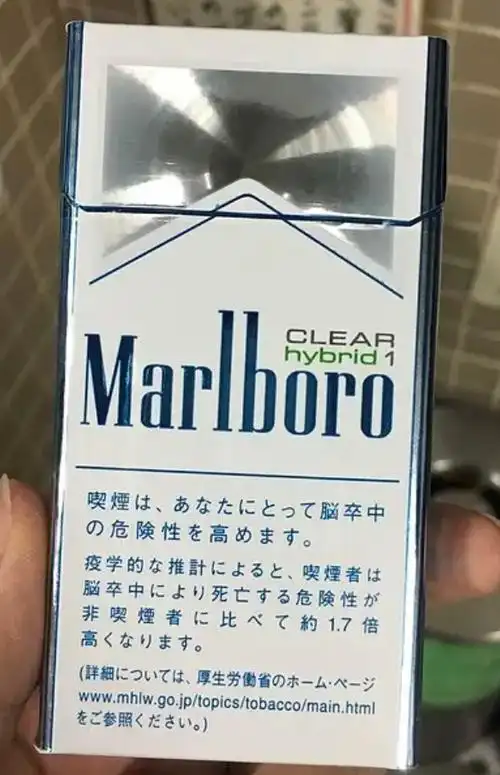 CLEAR
hybrid 1
Marlboro
喫煙は、あなたにとって脳卒中
の危険性を高めます。
疫学的な推計によると、喫煙者は
脳卒中により死亡する危険性が
非喫煙者に比べて約1.7倍
高くなります。
(詳細については、厚生労働省のホーム・ページ
www.mhlw.go.jp/topics/tobacco/main.html
をご参照ください。)